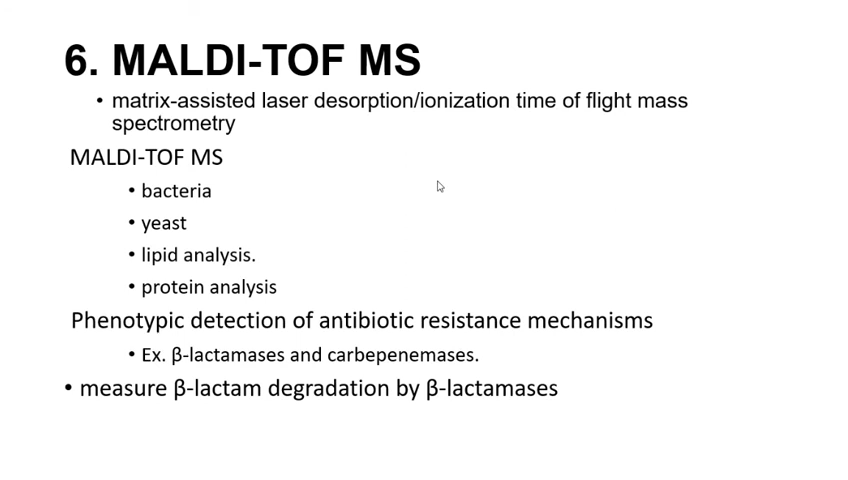 6. MALDI-TOF MS
• matrix-assisted laser desorption/ionization time of flight mass
spectrometry
MALDI-TOF MS
• bacteria
• yeast
• lipid analysis.
• protein analysis
Phenotypic detection of antibiotic resistance mechanisms
• Ex. β-lactamases and carbepenemases.
• measure β-lactam degradation by β-lactamases